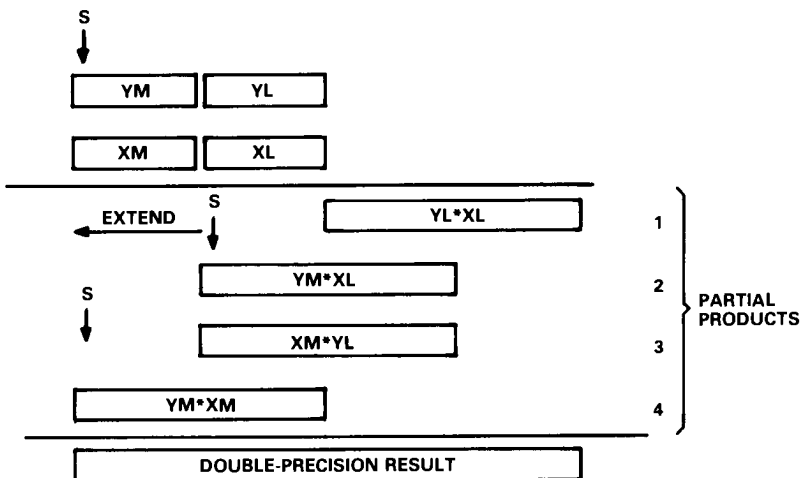 S
YM YL
XM XL
EXTEND S YL*XL 1
YM*XL 2
S
XM*YL 3
YM*XM 4
PARTIAL
PRODUCTS
DOUBLE-PRECISION RESULT